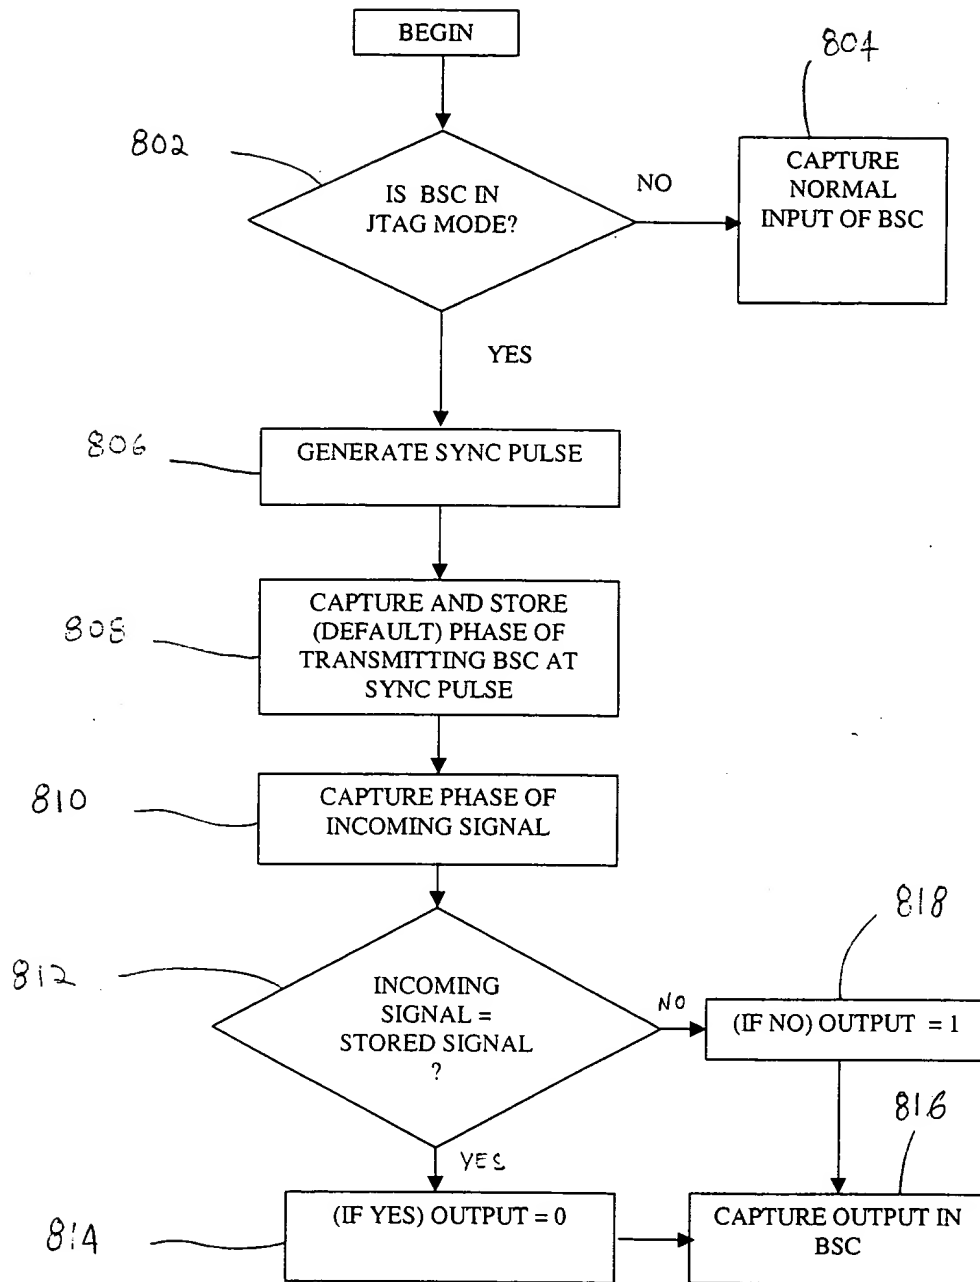 BEGIN
804
802
IS BSC IN
JTAG MODE?
NO
CAPTURE
NORMAL
INPUT OF BSC
YES
806
GENERATE SYNC PULSE
808
CAPTURE AND STORE
(DEFAULT) PHASE OF
TRANSMITTING BSC AT
SYNC PULSE
810
CAPTURE PHASE OF
INCOMING SIGNAL
818
812
INCOMING
SIGNAL =
STORED SIGNAL
?
NO
(IF NO) OUTPUT = 1
816
YES
814
(IF YES) OUTPUT = 0
CAPTURE OUTPUT IN
BSC